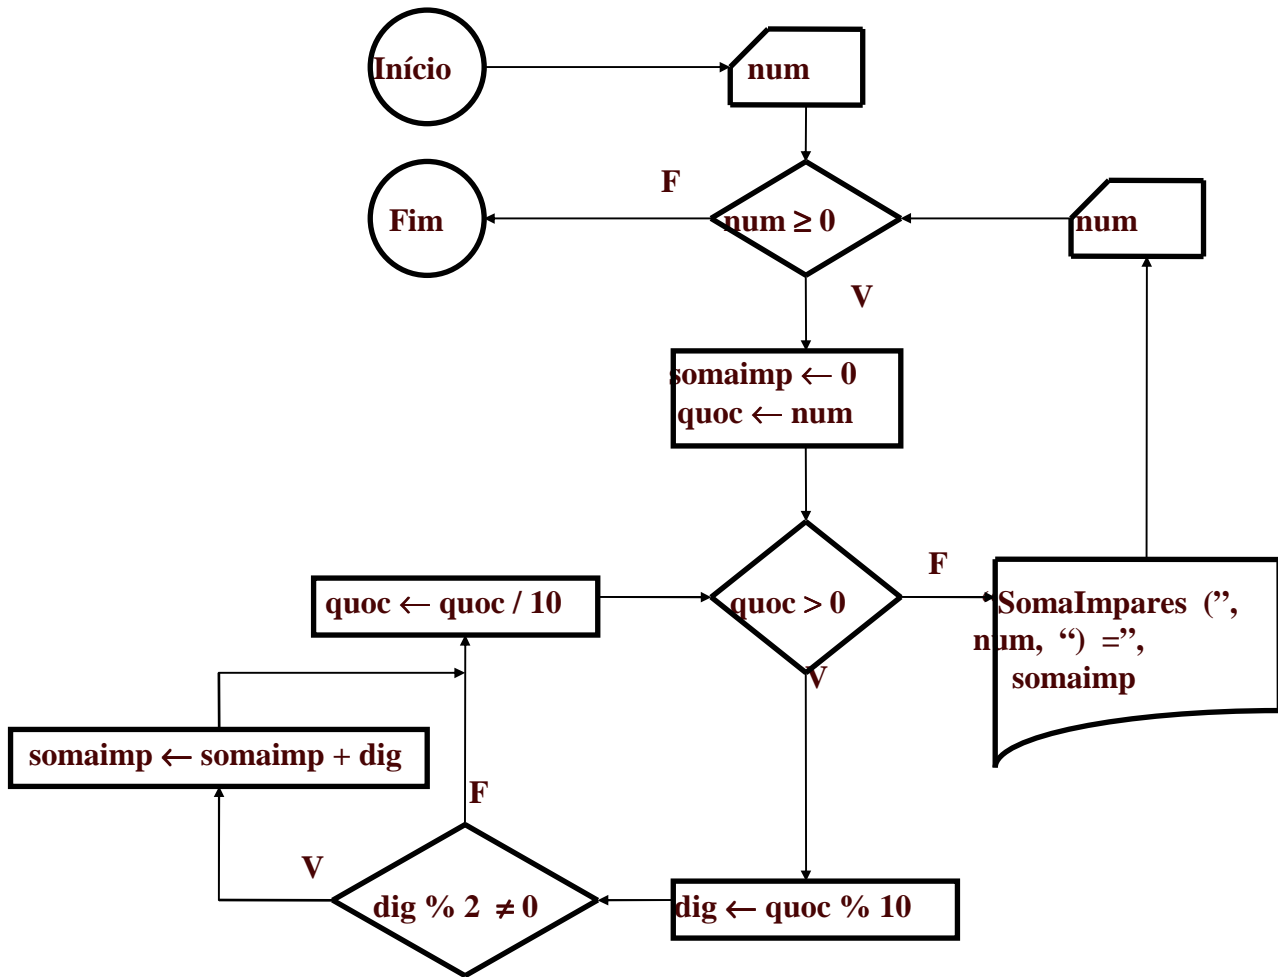 Início
num
F
Fim
num ≥ 0
num
V
somaimp ← 0
quoc ← num
F
quoc ← quoc / 10
quoc > 0
SomaImpares (”,
num, “) =”,
somaimp
V
somaimp ← somaimp + dig
F
V
dig % 2 ≠ 0
dig ← quoc % 10